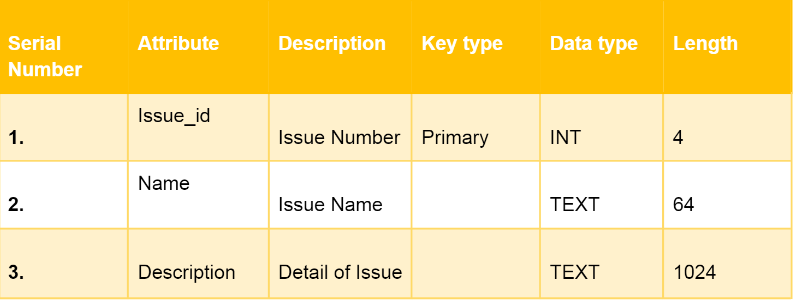 Serial Number Attribute Description Key type Data type Length
1. Issue_id Issue Number Primary INT 4
2. Name Issue Name TEXT 64
3. Description Detail of Issue TEXT 1024